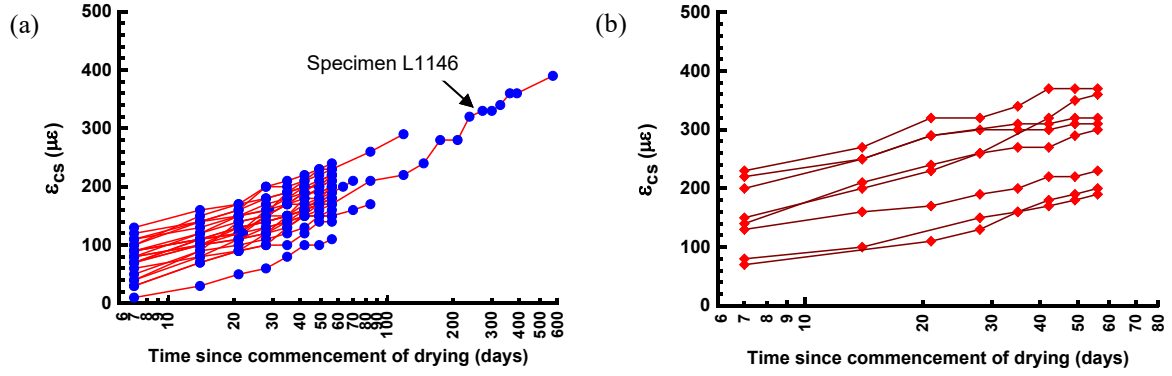 (a)
500
400
300
200
100
0
ε_CS (με)
Specimen L1146
6 7 8 9 10 20 30 40 50 60 70 80 90 100 200 300 400 500 600
Time since commencement of drying (days)
(b)
500
400
300
200
100
0
ε_CS (με)
6 7 8 9 10 20 30 40 50 60 70 80
Time since commencement of drying (days)